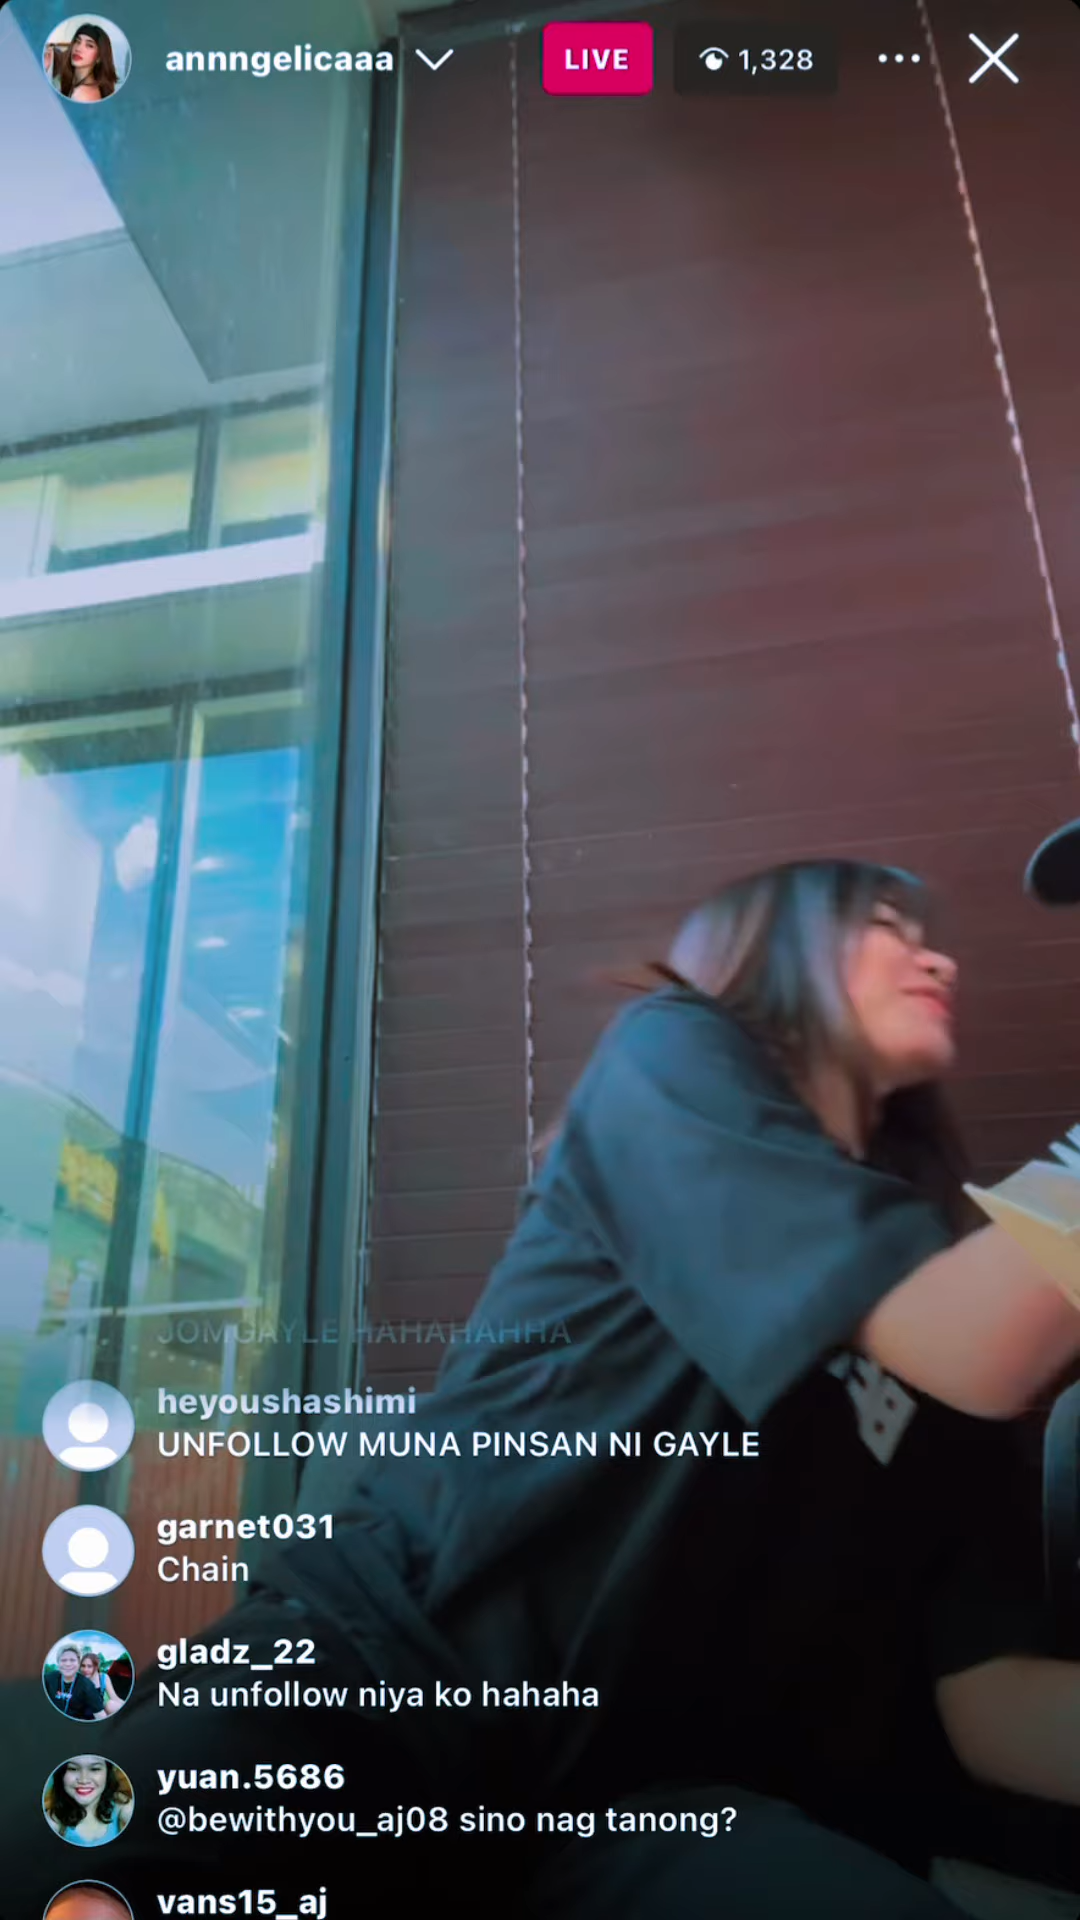 annngelicaaa
LIVE
1,328
JOMGAYLE HAHAHAHHA
heyoushashimi
UNFOLLOW MUNA PINSAN NI GAYLE
garnet031
Chain
gladz_22
Na unfollow niya ko hahaha
yuan.5686
@bewithyou_aj08 sino nag tanong?
vans15_aj